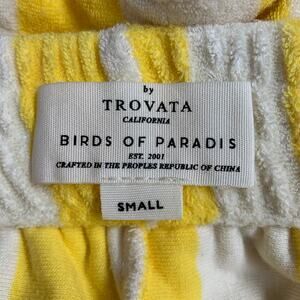 by
TROVATA
CALIFORNIA
BIRDS OF PARADIS
EST. 2001
CRAFTED IN THE PEOPLES REPUBLIC OF CHINA
SMALL